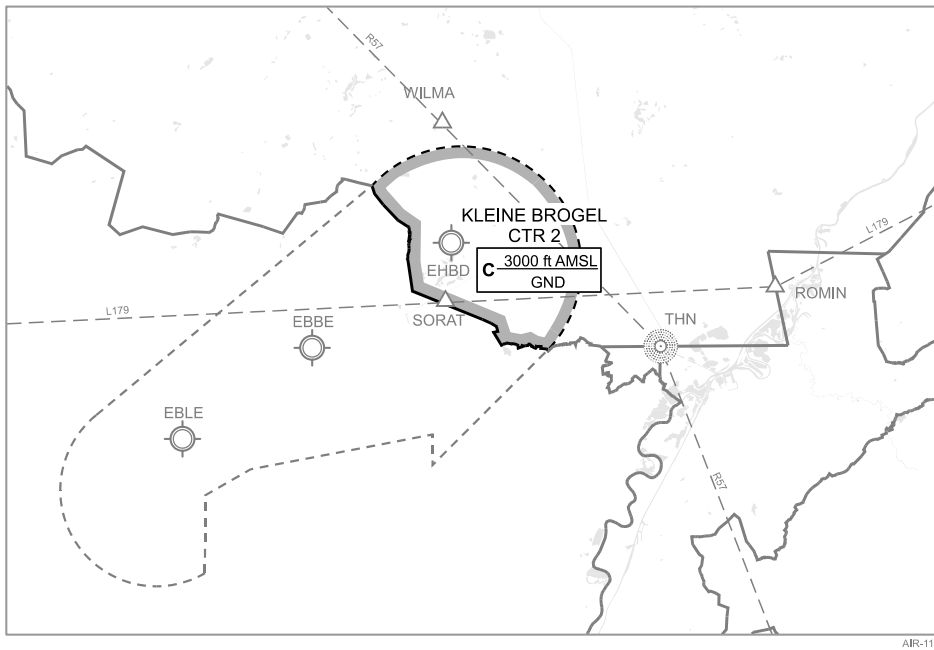 R57
WILMA
KLEINE BROGEL
CTR 2
C 3000 ft AMSL
GND
EHBD
ROMIN
L179
L179
SORAT
EBBE
THN
EBLE
R57
AIR-11